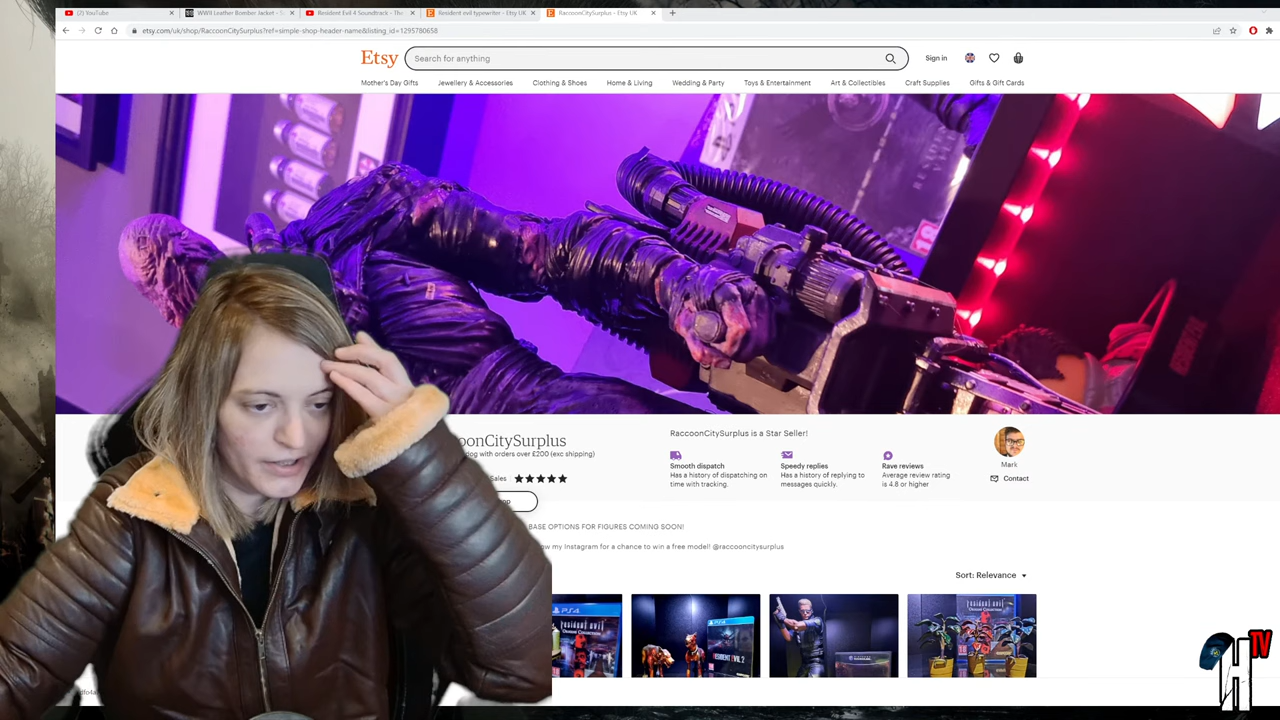 (2) YouTube
WWII Leather Bomber Jacket - S
Resident Evil 4 Soundtrack - The
Resident evil typewriter - Etsy UK
RaccoonCitySurplus - Etsy UK
etsy.com/uk/shop/RaccoonCitySurplus?ref=simple-shop-header-name&listing_id=1295780658
Etsy
Search for anything
Sign in
Mother's Day Gifts
Jewellery & Accessories
Clothing & Shoes
Home & Living
Wedding & Party
Toys & Entertainment
Art & Collectibles
Craft Supplies
Gifts & Gift Cards
18
oonCitySurplus
dog with orders over £200 (exc shipping)
Sales
RaccoonCitySurplus is a Star Seller!
Smooth dispatch
Has a history of dispatching on
time with tracking.
Speedy replies
Has a history of replying to
messages quickly.
Rave reviews
Average review rating
is 4.8 or higher
Mark
Contact
BASE OPTIONS FOR FIGURES COMING SOON!
ow my Instagram for a chance to win a free model! @raccooncitysurplus
Sort: Relevance
PS4
resident evil
PS4
RESIDENT EVIL 2
resident evil
H TV